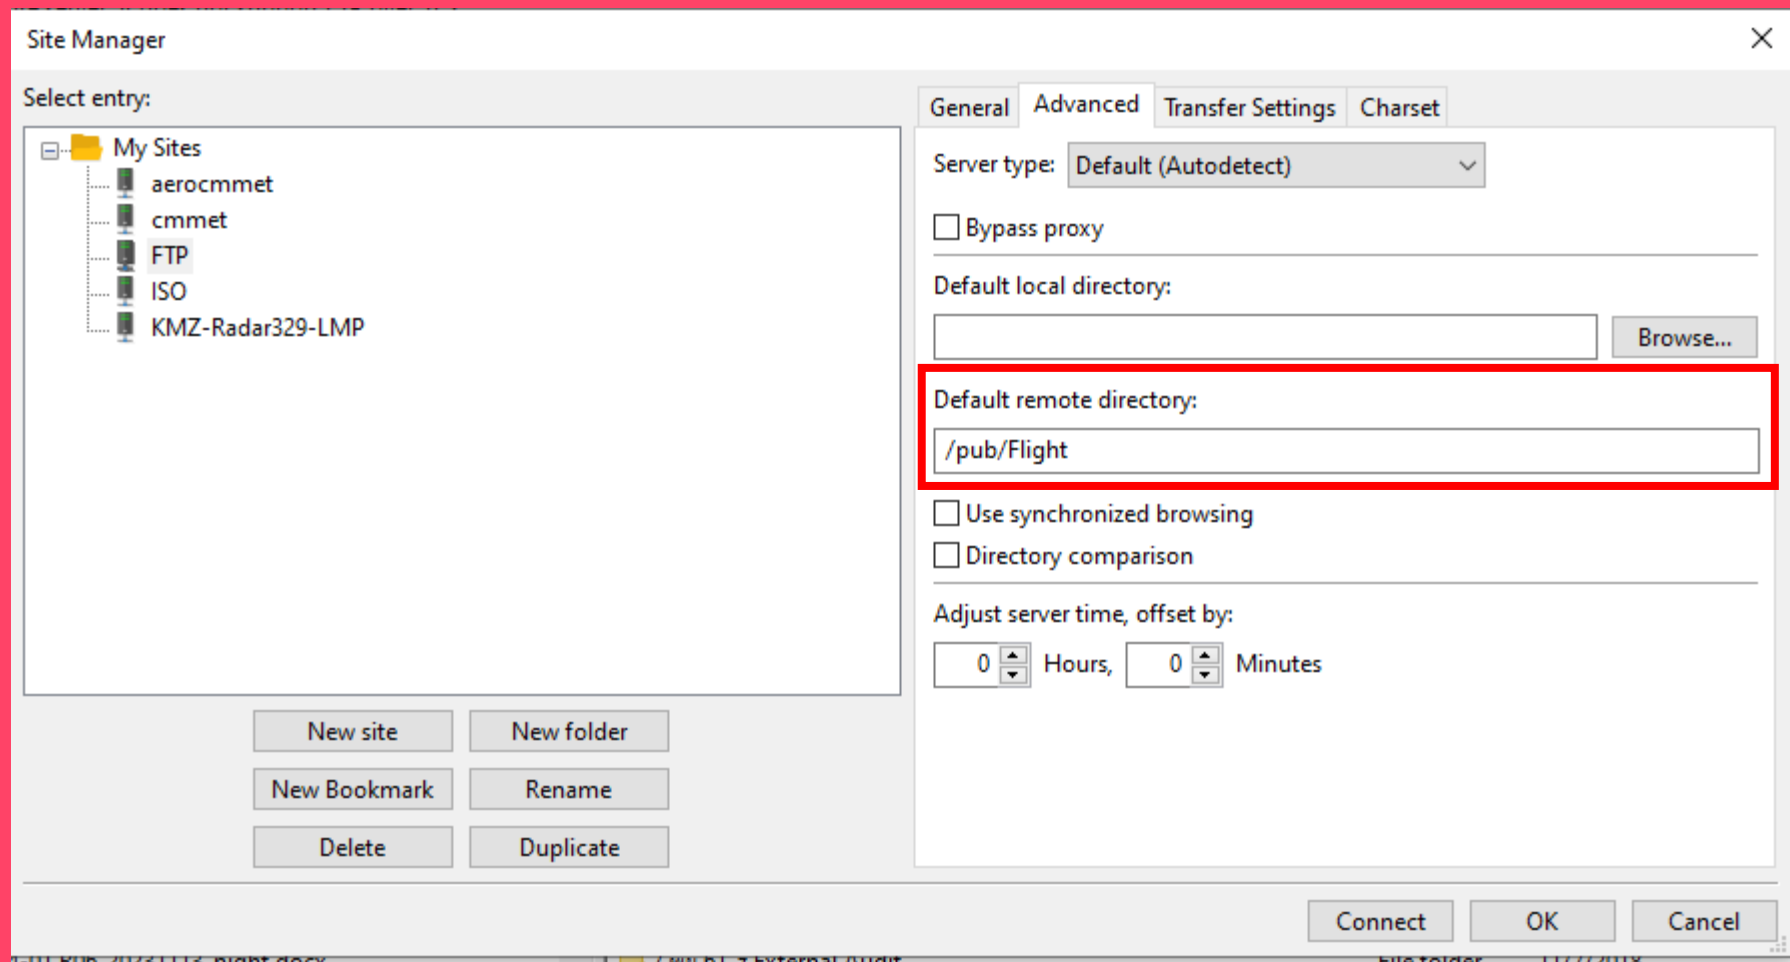 Site Manager
Select entry:
My Sites
aerocmmet
cmmet
FTP
ISO
KMZ-Radar329-LMP
New site
New folder
New Bookmark
Rename
Delete
Duplicate
General
Advanced
Transfer Settings
Charset
Server type:
Default (Autodetect)
Bypass proxy
Default local directory:
Browse...
Default remote directory:
/pub/Flight
Use synchronized browsing
Directory comparison
Adjust server time, offset by:
0 Hours, 0 Minutes
Connect
OK
Cancel